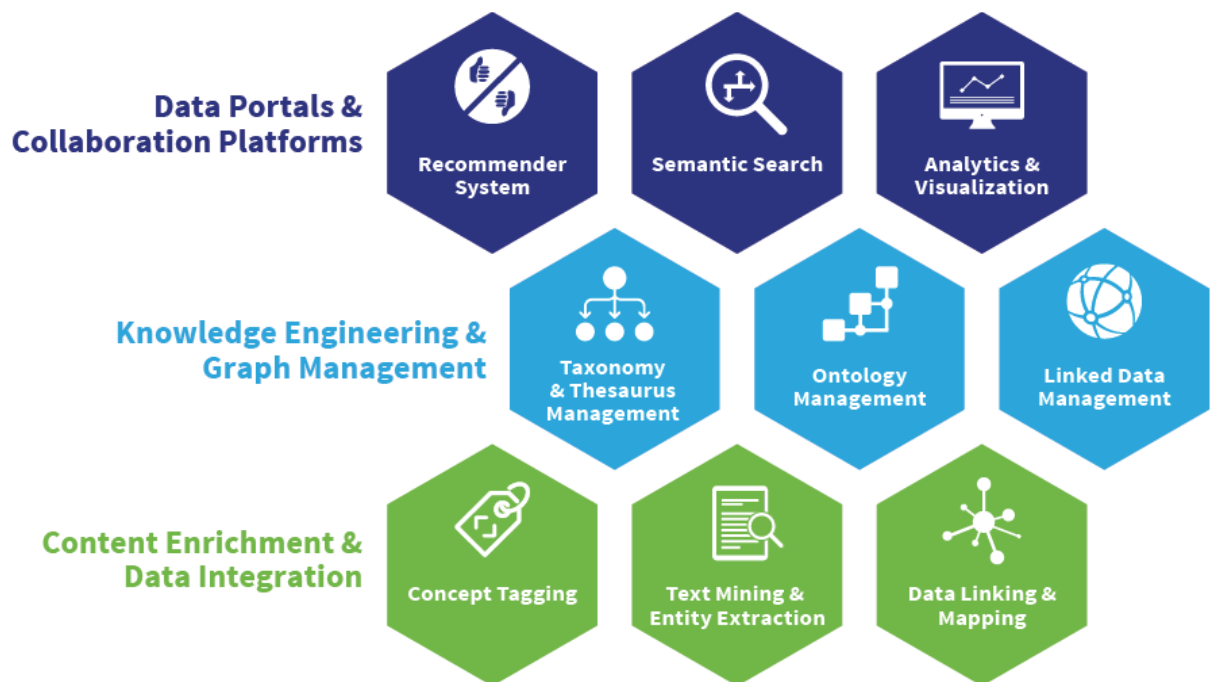 Data Portals &
Collaboration Platforms
Recommender
System
Semantic Search
Analytics &
Visualization
Knowledge Engineering &
Graph Management
Taxonomy
& Thesaurus
Management
Ontology
Management
Linked Data
Management
Content Enrichment &
Data Integration
Concept Tagging
Text Mining &
Entity Extraction
Data Linking &
Mapping